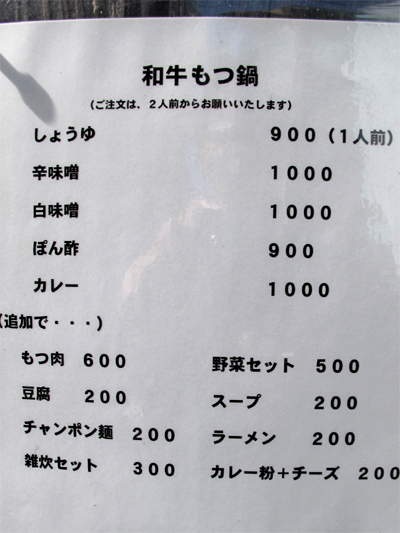 和牛もつ鍋
(ご注文は、２人前からお願いいたします)
しょうゆ ９００（１人前）
辛味噌 １０００
白味噌 １０００
ぽん酢 ９００
カレー １０００
（追加で・・・）
もつ肉 ６００ 野菜セット ５００
豆腐 ２００ スープ ２００
チャンポン麺 ２００ ラーメン ２００
雑炊セット ３００ カレー粉＋チーズ ２００